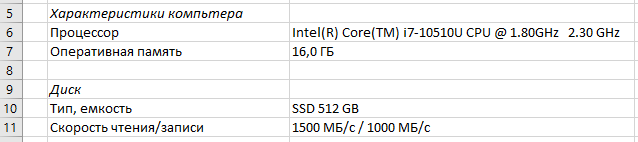 5 Характеристики компьтера
6 Процессор Intel(R) Core(TM) i7-10510U CPU @ 1.80GHz 2.30 GHz
7 Оперативная память 16,0 ГБ
8
9 Диск
10 Тип, емкость SSD 512 GB
11 Скорость чтения/записи 1500 МБ/с / 1000 МБ/с